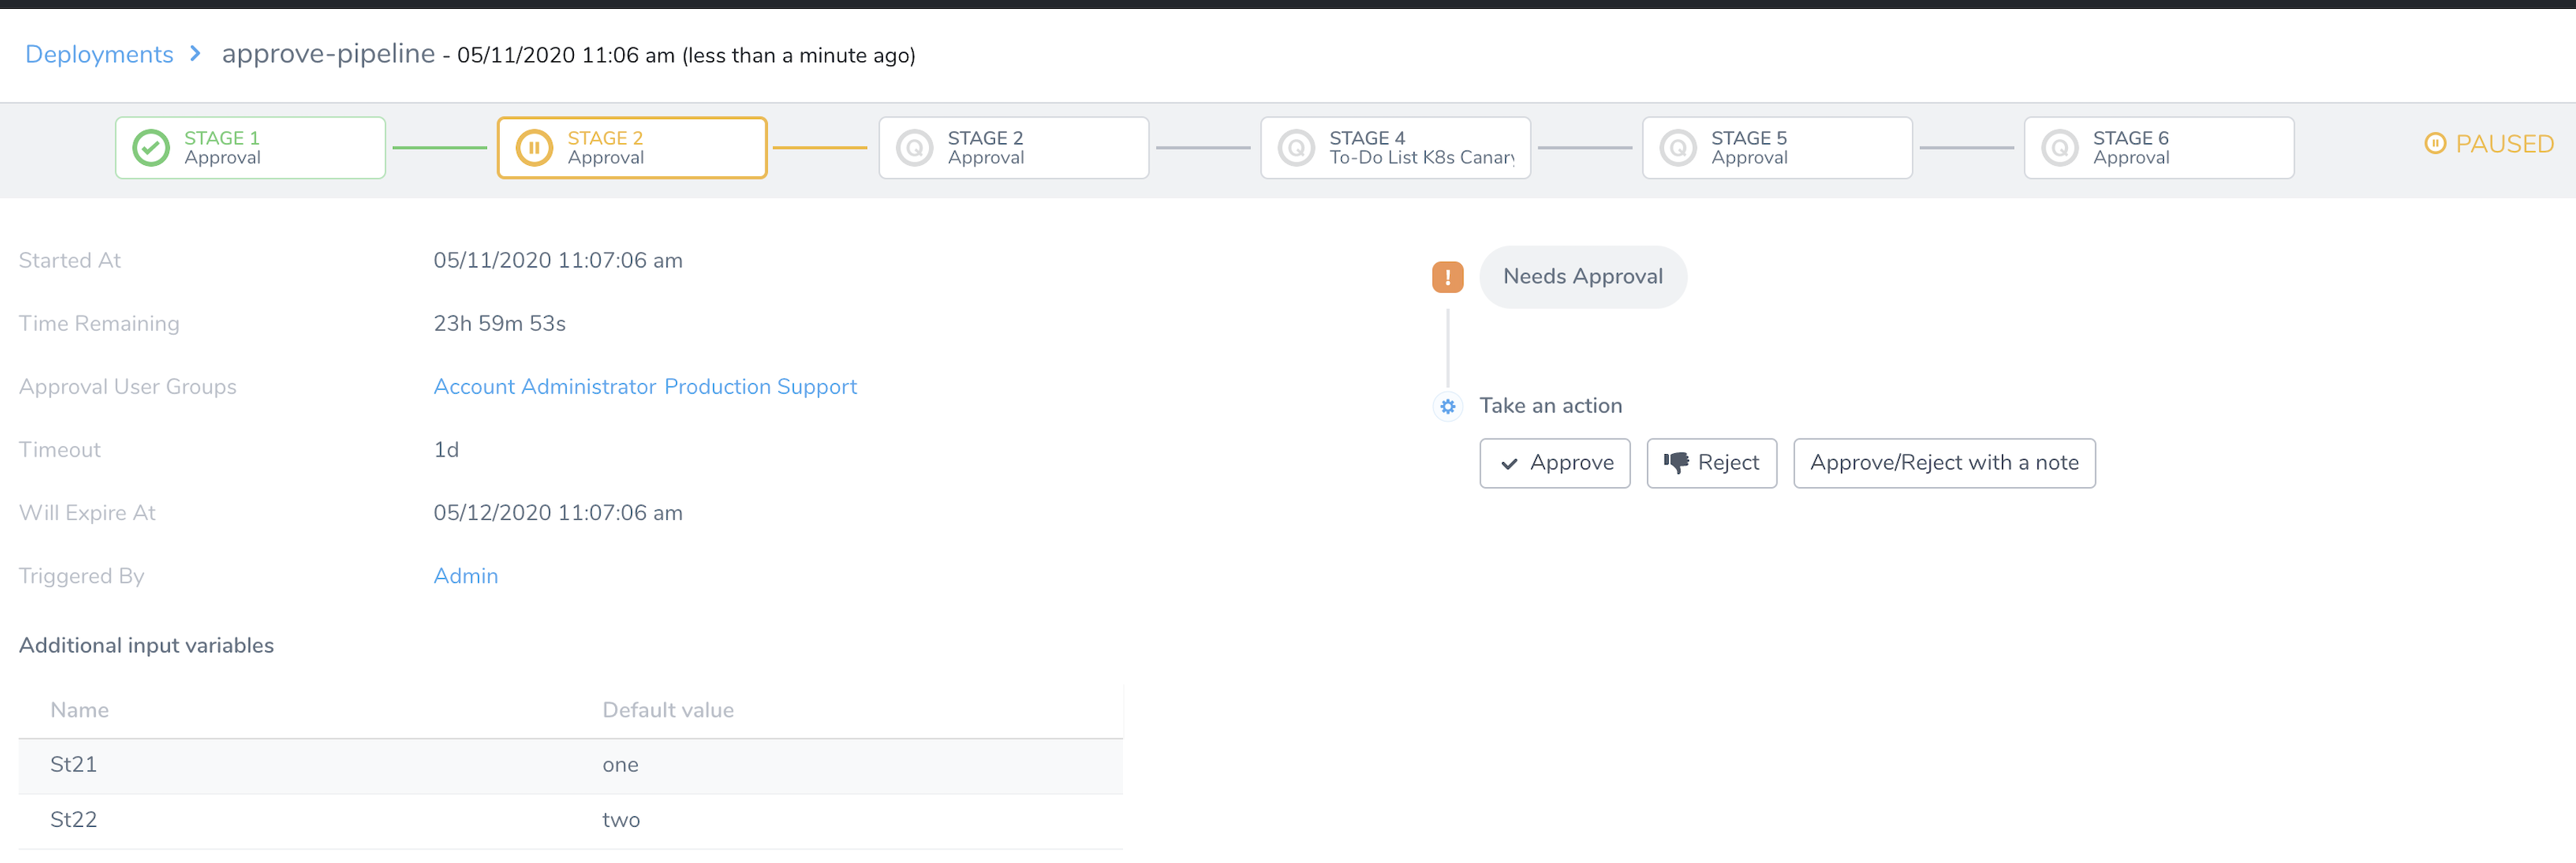 Deployments > approve-pipeline - 05/11/2020 11:06 am (less than a minute ago)
STAGE 1
Approval
STAGE 2
Approval
STAGE 2
Approval
STAGE 4
To-Do List K8s Canary
STAGE 5
Approval
STAGE 6
Approval
PAUSED
Started At 05/11/2020 11:07:06 am
Time Remaining 23h 59m 53s
Approval User Groups Account Administrator Production Support
Timeout 1d
Will Expire At 05/12/2020 11:07:06 am
Triggered By Admin
Needs Approval
Take an action
Approve Reject Approve/Reject with a note
Additional input variables
Name Default value
St21 one
St22 two